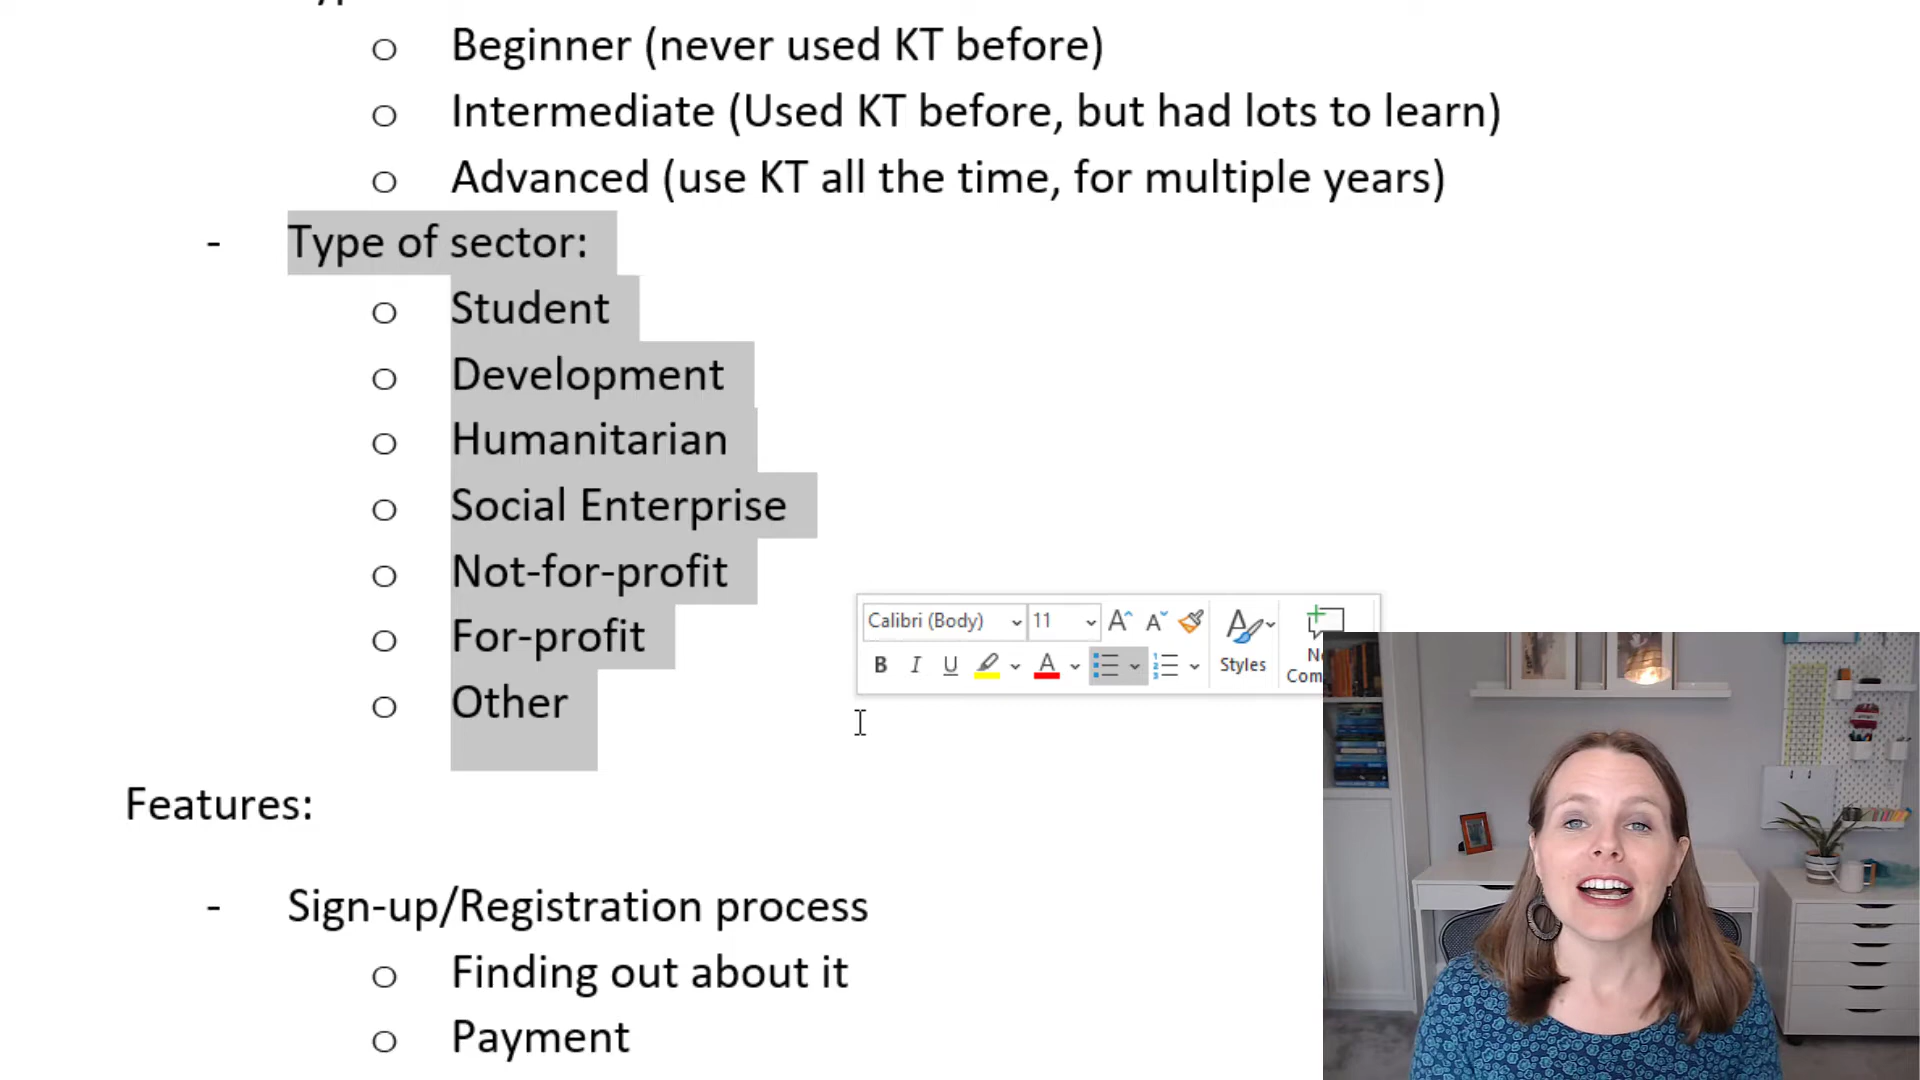 Beginner (never used KT before)
Intermediate (Used KT before, but had lots to learn)
Advanced (use KT all the time, for multiple years)
- Type of sector:
Student
Development
Humanitarian
Social Enterprise
Not-for-profit
For-profit
Other
Calibri (Body) 11
B I U A Styles
Features:
- Sign-up/Registration process
Finding out about it
Payment